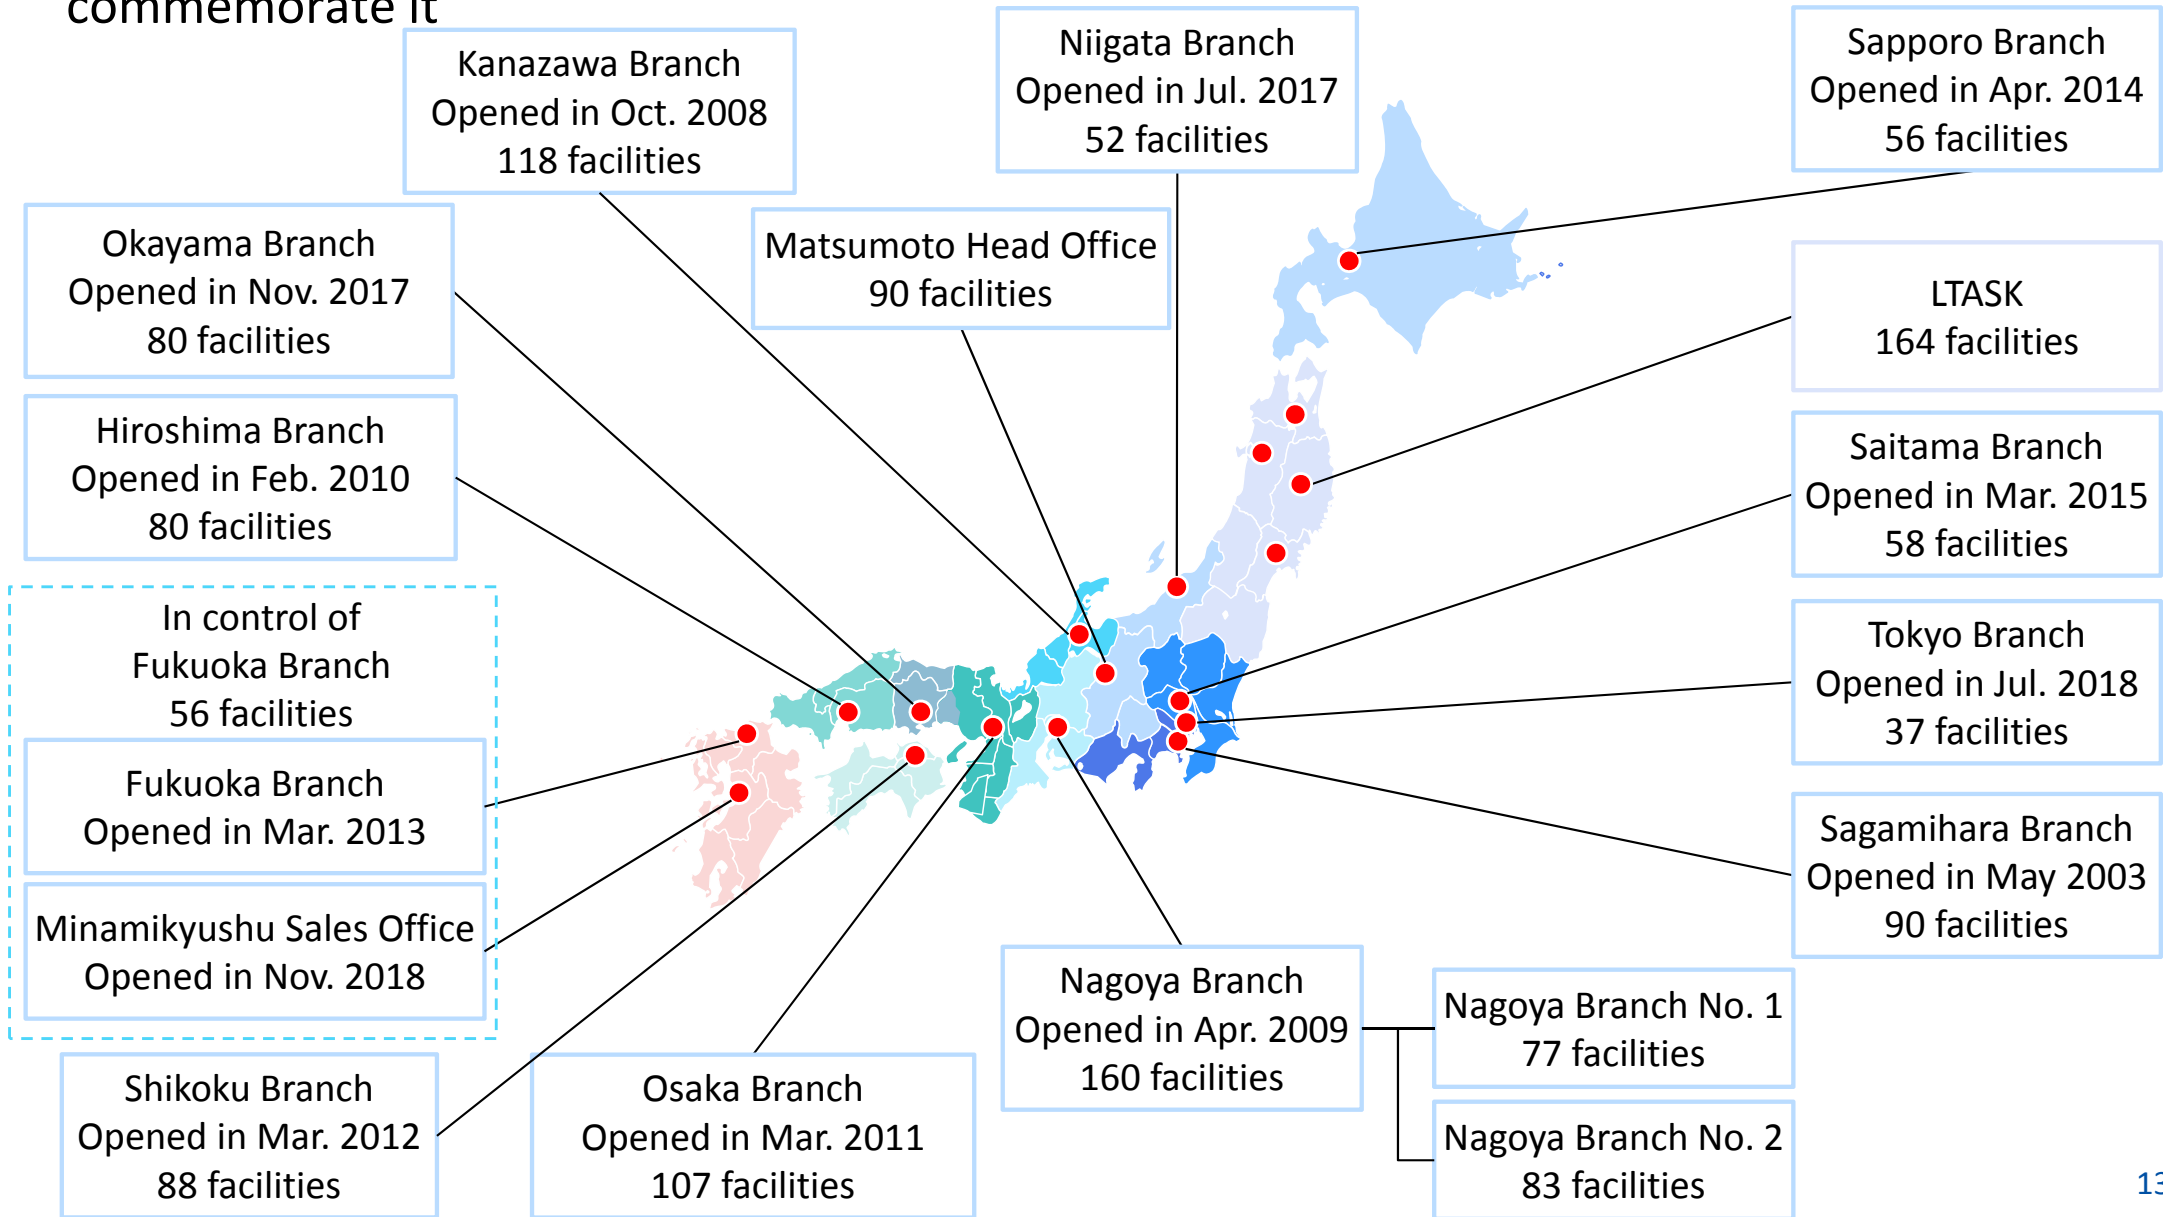 commemorate it
Kanazawa Branch
Opened in Oct. 2008
118 facilities
Niigata Branch
Opened in Jul. 2017
52 facilities
Sapporo Branch
Opened in Apr. 2014
56 facilities
Okayama Branch
Opened in Nov. 2017
80 facilities
Matsumoto Head Office
90 facilities
LTASK
164 facilities
Hiroshima Branch
Opened in Feb. 2010
80 facilities
Saitama Branch
Opened in Mar. 2015
58 facilities
In control of
Fukuoka Branch
56 facilities
Fukuoka Branch
Opened in Mar. 2013
Minamikyushu Sales Office
Opened in Nov. 2018
Tokyo Branch
Opened in Jul. 2018
37 facilities
Sagamihara Branch
Opened in May 2003
90 facilities
Shikoku Branch
Opened in Mar. 2012
88 facilities
Osaka Branch
Opened in Mar. 2011
107 facilities
Nagoya Branch
Opened in Apr. 2009
160 facilities
Nagoya Branch No. 1
77 facilities
Nagoya Branch No. 2
83 facilities
13